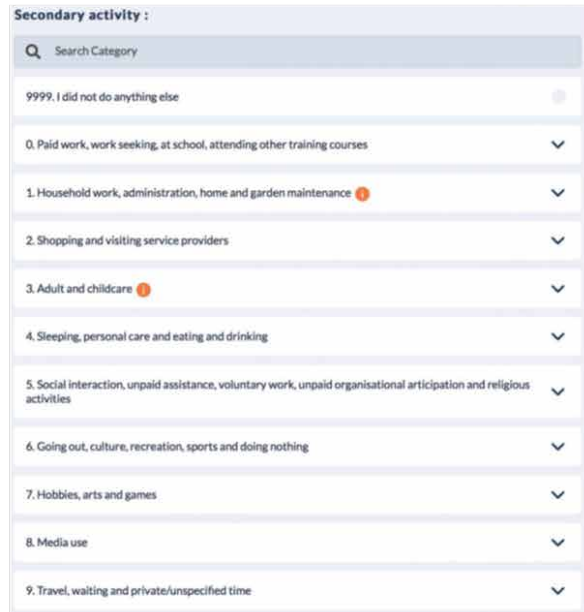 Secondary activity :
Search Category
9999. I did not do anything else
0. Paid work, work seeking, at school, attending other training courses
1. Household work, administration, home and garden maintenance
2. Shopping and visiting service providers
3. Adult and childcare
4. Sleeping, personal care and eating and drinking
5. Social interaction, unpaid assistance, voluntary work, unpaid organisational articipation and religious
activities
6. Going out, culture, recreation, sports and doing nothing
7. Hobbies, arts and games
8. Media use
9. Travel, waiting and private/unspecified time